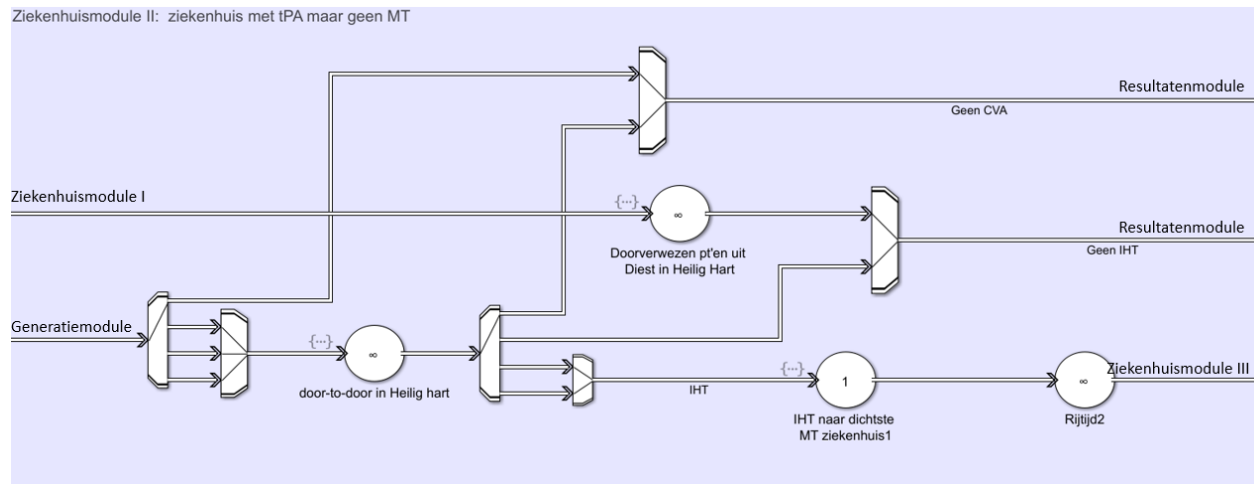 Ziekenhuismodule II: ziekenhuis met tPA maar geen MT
Resultatenmodule
Geen CVA
Ziekenhuismodule I
{...}
∞
Doorverwezen pt'en uit
Diest in Heilig Hart
Resultatenmodule
Geen IHT
Generatiemodule
{...}
∞
door-to-door in Heilig hart
IHT
{...}
1
IHT naar dichtste
MT ziekenhuis1
∞
Rijtijd2
Ziekenhuismodule III